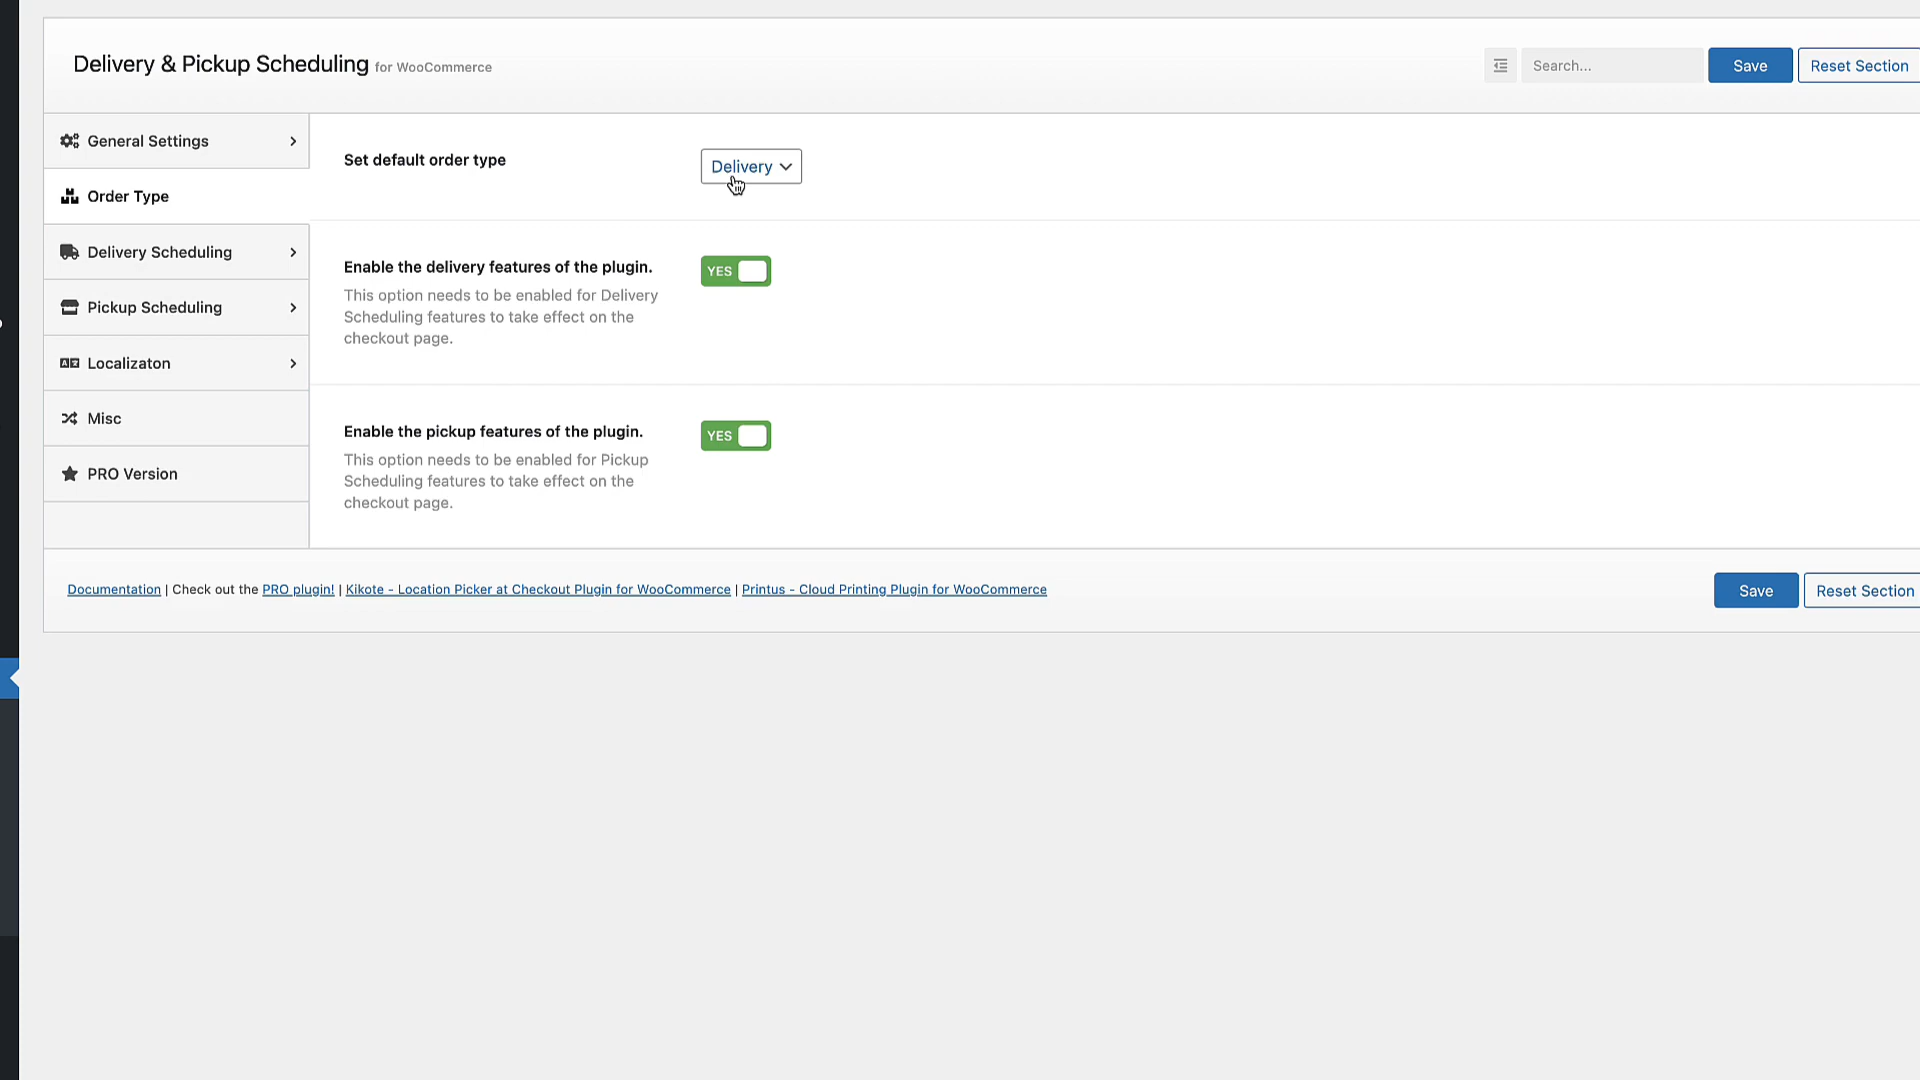 Delivery & Pickup Scheduling for WooCommerce
Search...
Save
Reset Section
General Settings
Order Type
Delivery Scheduling
Pickup Scheduling
Localizaton
Misc
PRO Version
Set default order type
Delivery
Enable the delivery features of the plugin.
This option needs to be enabled for Delivery
Scheduling features to take effect on the
checkout page.
YES
Enable the pickup features of the plugin.
This option needs to be enabled for Pickup
Scheduling features to take effect on the
checkout page.
YES
Documentation | Check out the PRO plugin! | Kikote - Location Picker at Checkout Plugin for WooCommerce | Printus - Cloud Printing Plugin for WooCommerce
Save
Reset Section